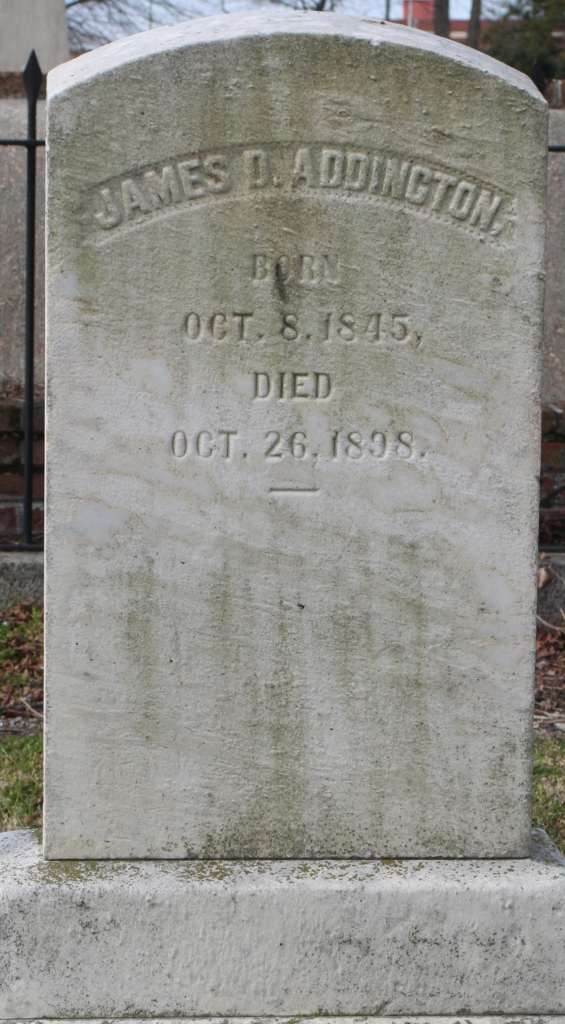 JAMES D. ADDINGTON,
BORN
OCT. 8. 1845,
DIED
OCT. 26. 1898.